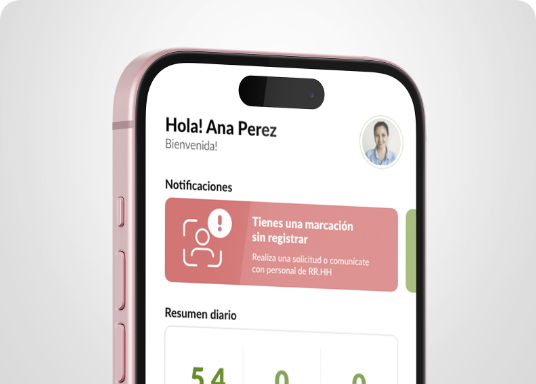 Hola! Ana Perez
Bienvenida!
Notificaciones
Tienes una marcación
sin registrar
Realiza una solicitud o comunícate
con personal de RR.HH
Resumen diario
5.4
0
0